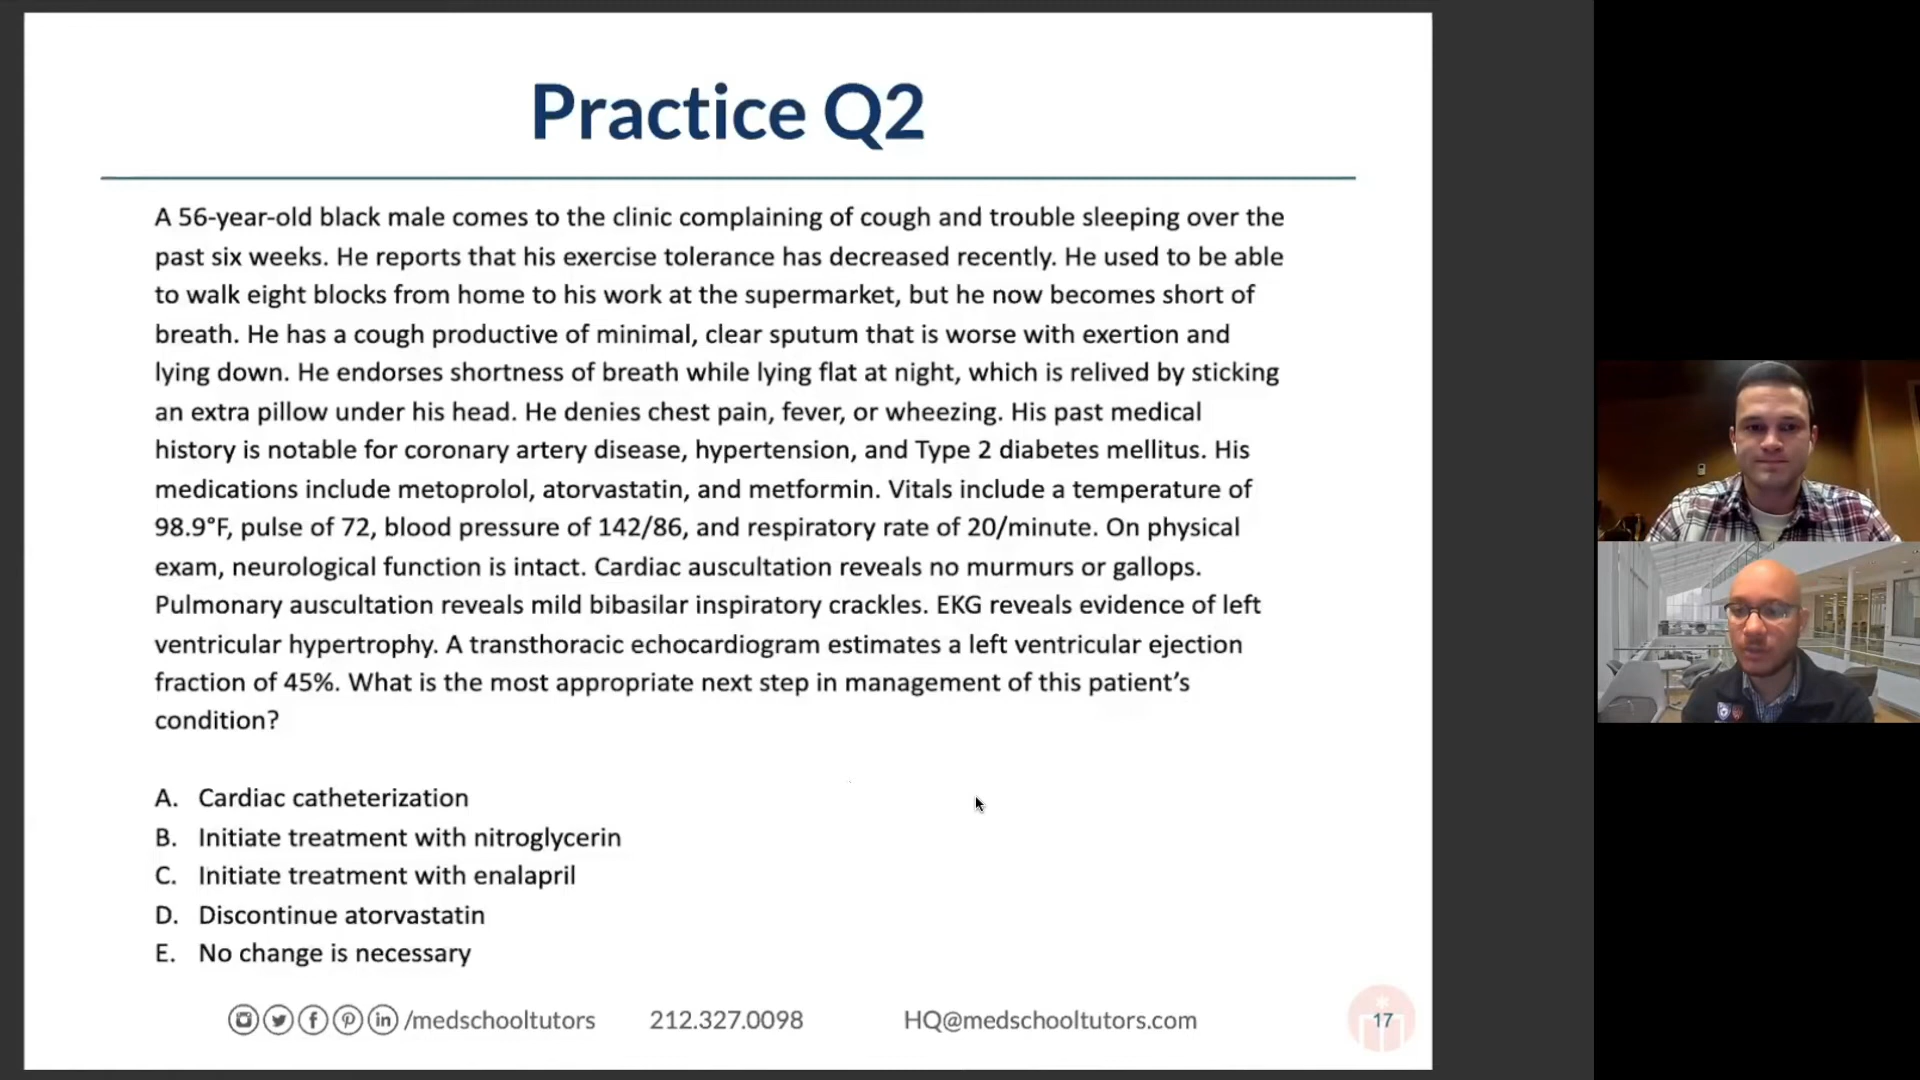 Practice Q2
A 56-year-old black male comes to the clinic complaining of cough and trouble sleeping over the
past six weeks. He reports that his exercise tolerance has decreased recently. He used to be able
to walk eight blocks from home to his work at the supermarket, but he now becomes short of
breath. He has a cough productive of minimal, clear sputum that is worse with exertion and
lying down. He endorses shortness of breath while lying flat at night, which is relived by sticking
an extra pillow under his head. He denies chest pain, fever, or wheezing. His past medical
history is notable for coronary artery disease, hypertension, and Type 2 diabetes mellitus. His
medications include metoprolol, atorvastatin, and metformin. Vitals include a temperature of
98.9°F, pulse of 72, blood pressure of 142/86, and respiratory rate of 20/minute. On physical
exam, neurological function is intact. Cardiac auscultation reveals no murmurs or gallops.
Pulmonary auscultation reveals mild bibasilar inspiratory crackles. EKG reveals evidence of left
ventricular hypertrophy. A transthoracic echocardiogram estimates a left ventricular ejection
fraction of 45%. What is the most appropriate next step in management of this patient's
condition?
A. Cardiac catheterization
B. Initiate treatment with nitroglycerin
C. Initiate treatment with enalapril
D. Discontinue atorvastatin
E. No change is necessary
/medschooltutors 212.327.0098 HQ@medschooltutors.com 17